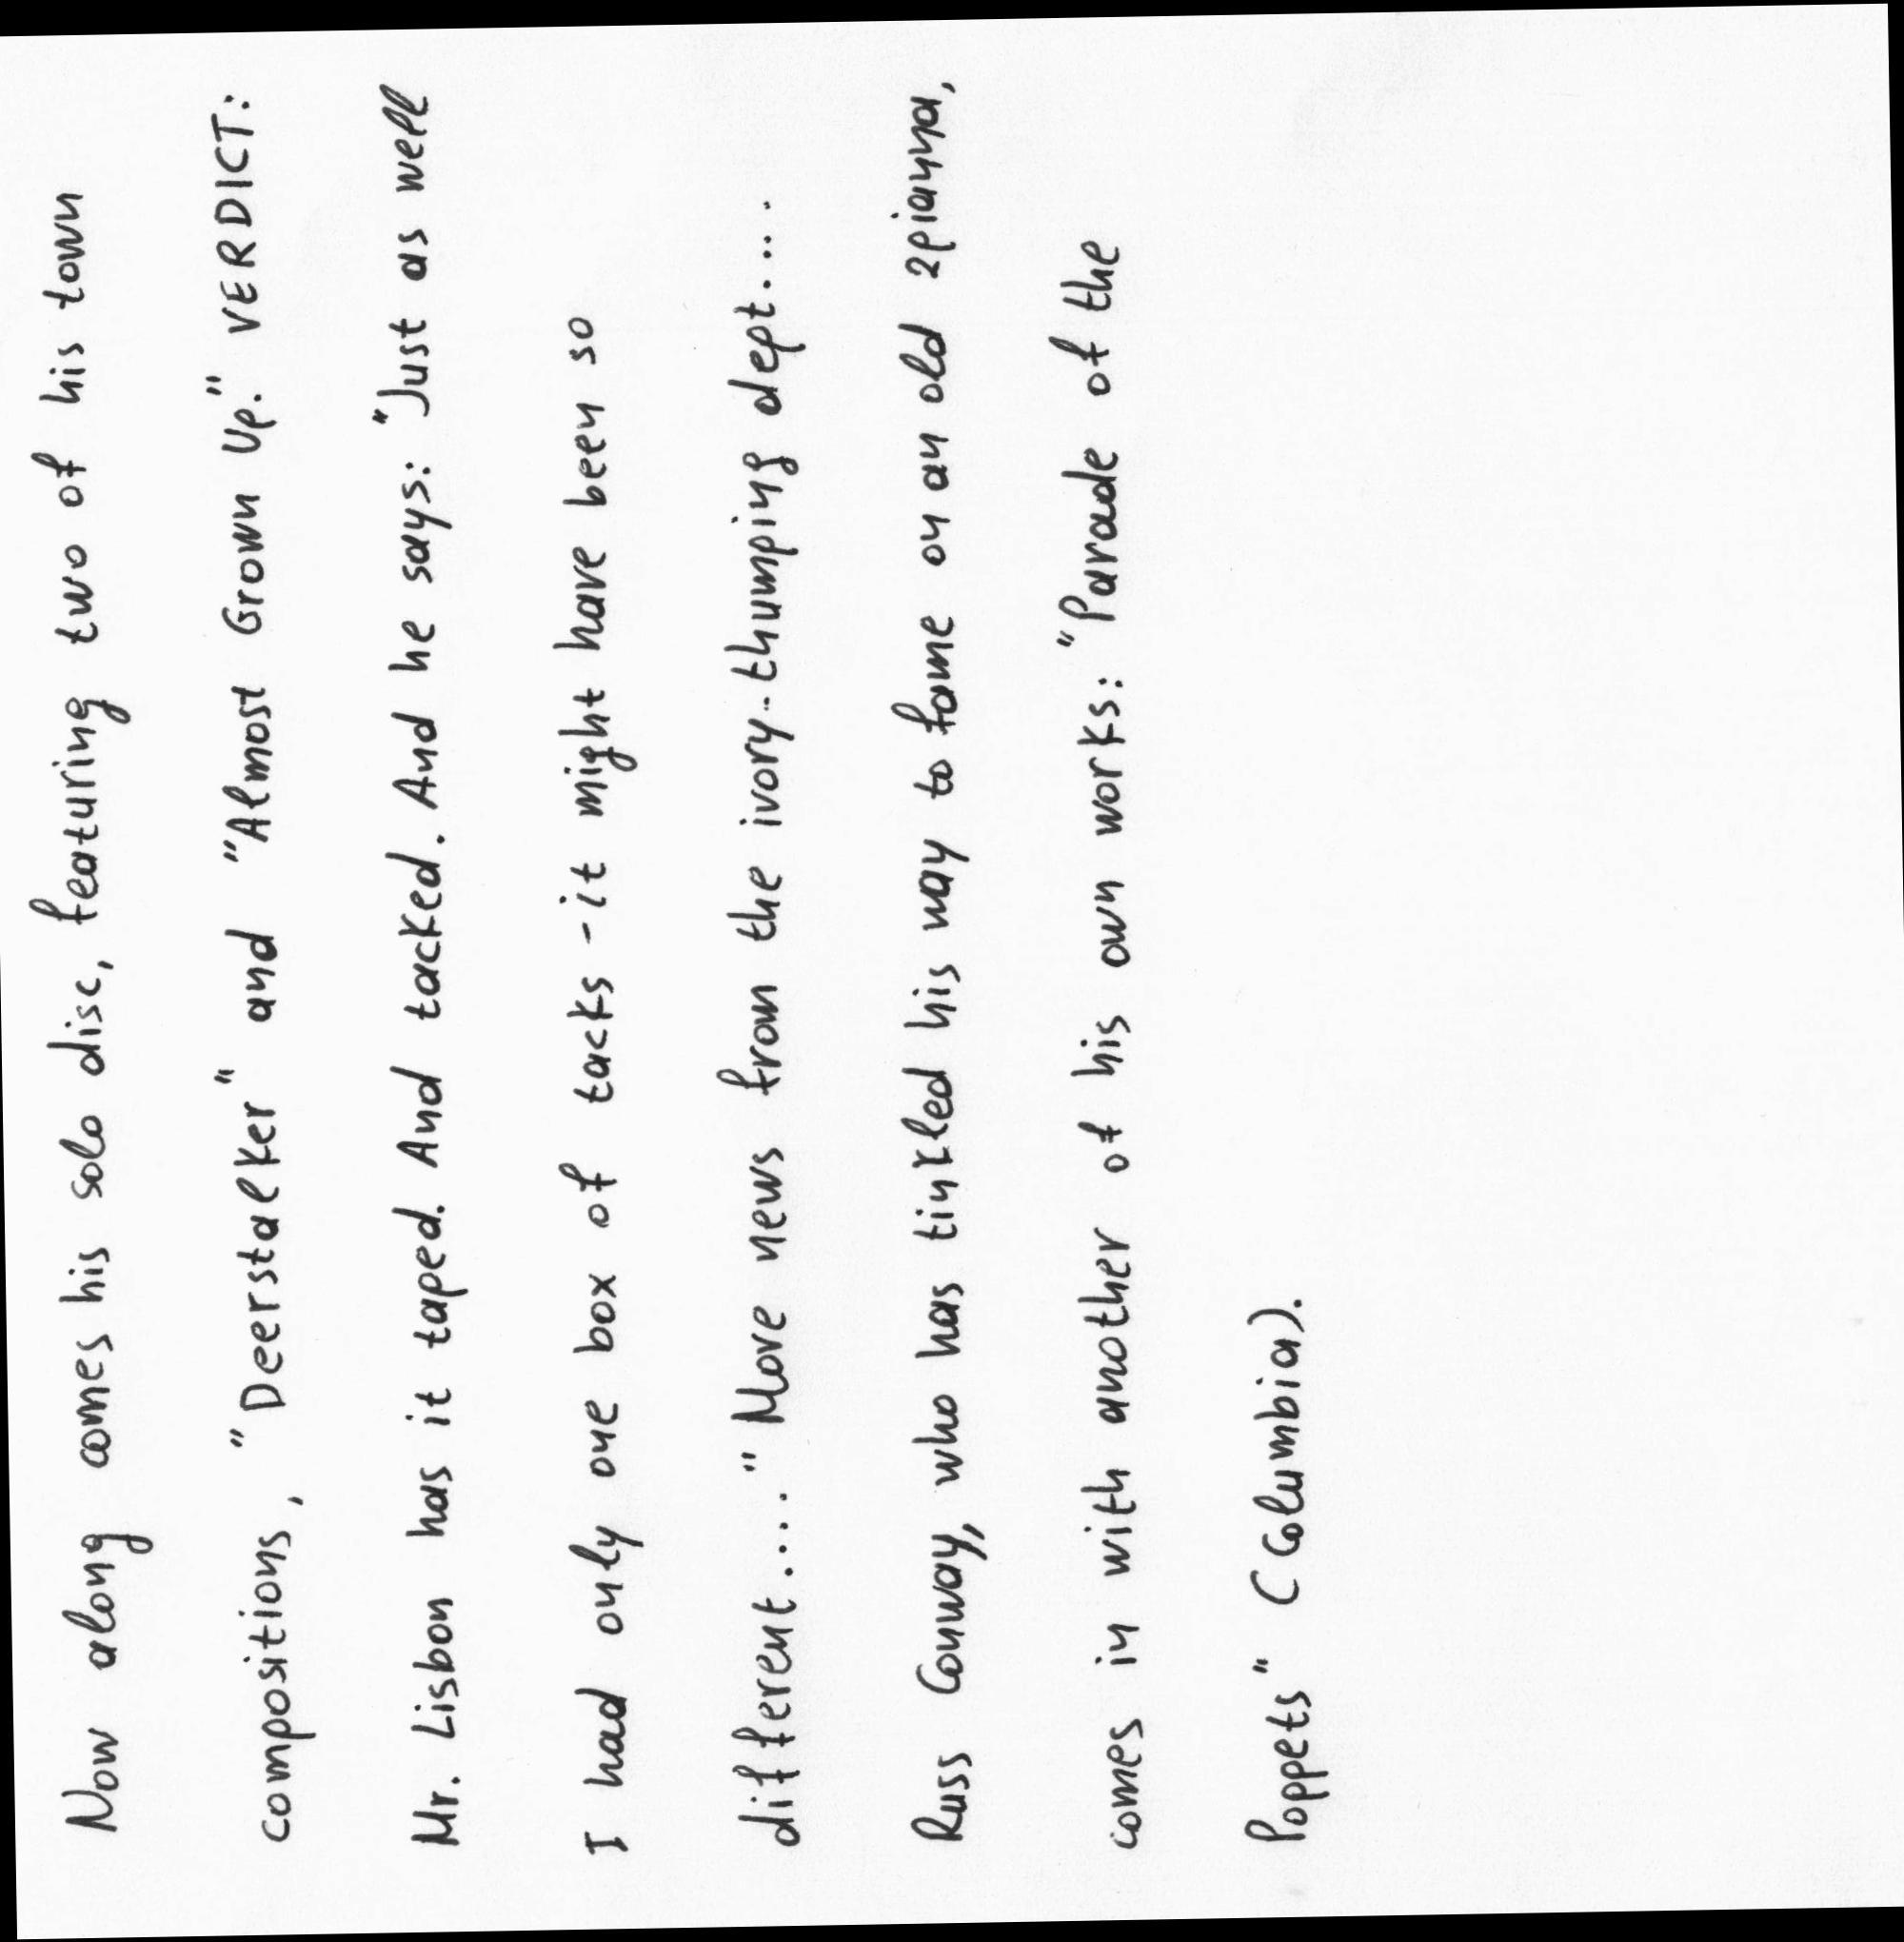 Now along comes his solo disc, featuring two of his town
compositions, "Deerstalker" and "Almost Grown Up." VERDICT:
Mr. Lisbon has it taped. And tacked. And he says: "Just as well
I had only one box of tacks - it might have been so
different...." More news from the ivory-thumping dept....
Russ Conway, who has tinkled his way to fame on an old 2pianna,
comes in with another of his own works: "Parade of the
Poppets" (Columbia).